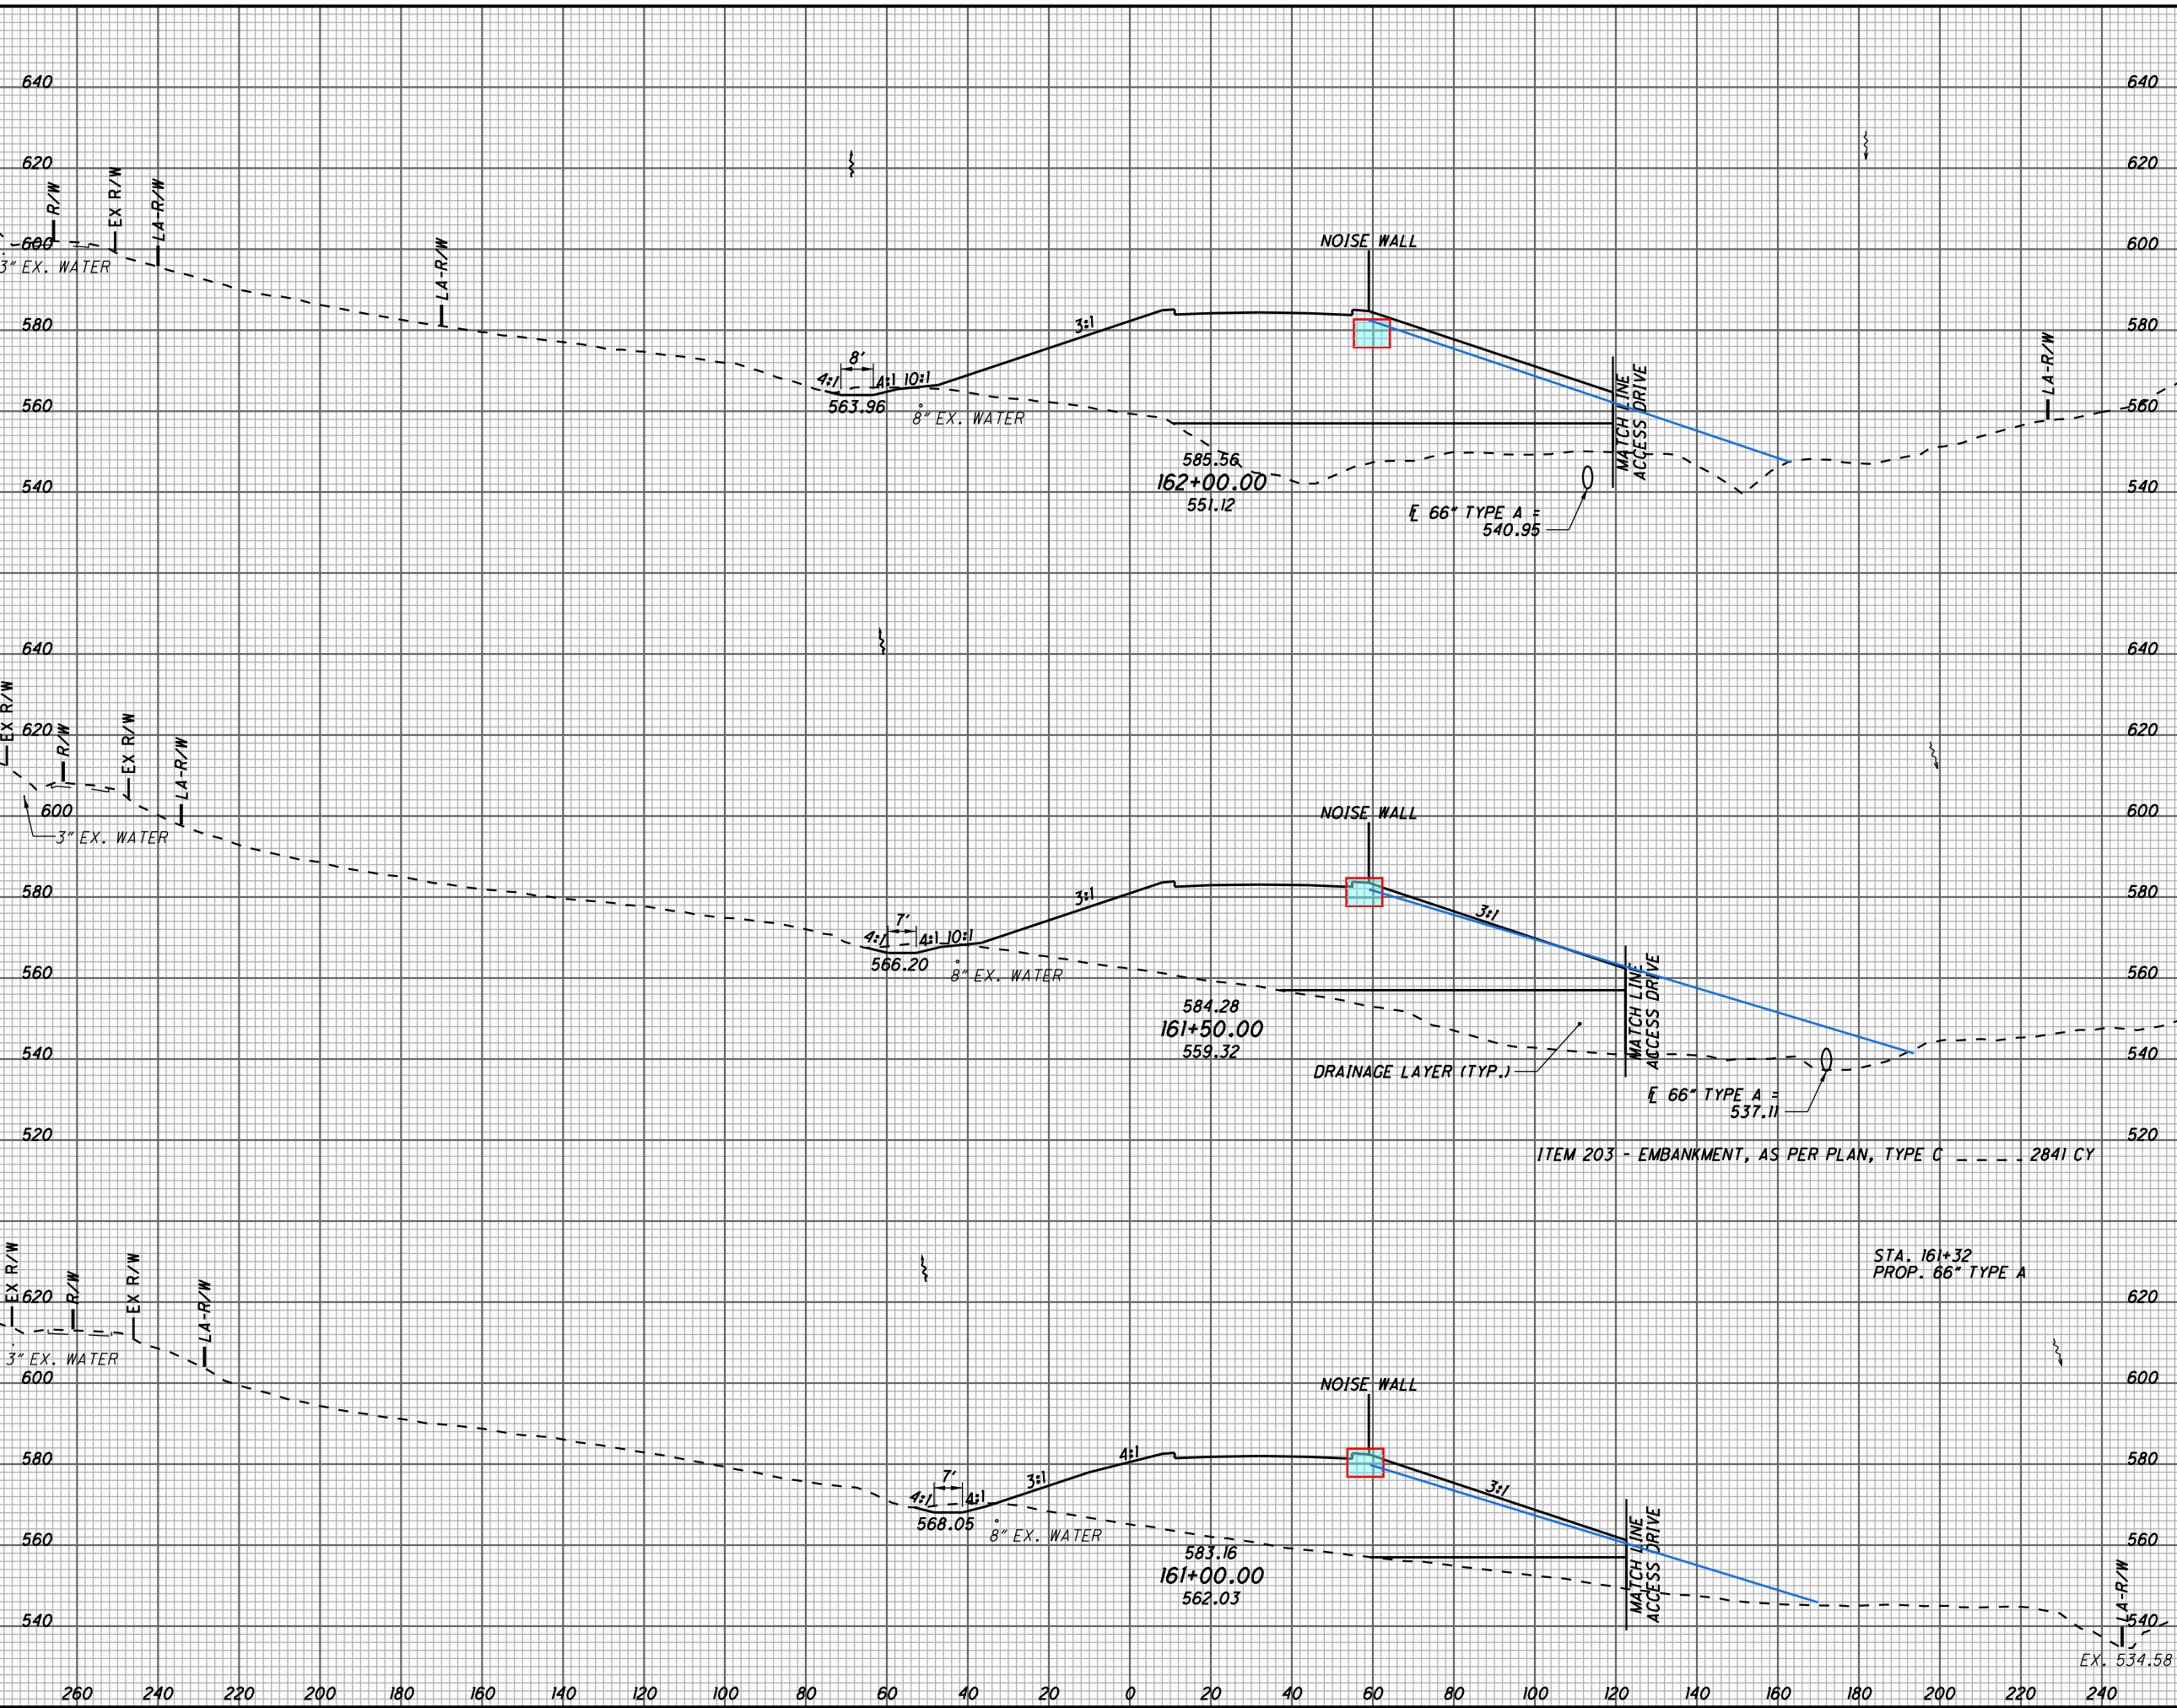 640 640
620 620
R/W
EX R/W
LA-R/W
LA-R/W
600 600
NOISE WALL
3" EX. WATER
580 580
3:1
LA-R/W
8'
4:1 4:1 10:1
MATCH LINE
ACCESS DRIVE
560 560
563.96
8" EX. WATER
585.56
162+00.00
551.12
540 540
℄ 66" TYPE A =
540.95
640 640
EX R/W
R/W
EX R/W
LA-R/W
620 620
600 600
NOISE WALL
3" EX. WATER
580 580
3:1
3:1
7'
4:1 4:1 10:1
MATCH LINE
ACCESS DRIVE
566.20
8" EX. WATER
560 560
584.28
161+50.00
559.32
540 540
DRAINAGE LAYER (TYP.)
℄ 66" TYPE A =
537.11
520 520
ITEM 203 - EMBANKMENT, AS PER PLAN, TYPE C _ _ _ _ 2841 CY
STA. 161+32
PROP. 66" TYPE A
EX R/W
R/W
EX R/W
LA-R/W
620 620
3" EX. WATER
600 600
NOISE WALL
4:1
580 580
3:1
3:1
7'
4:1 4:1
MATCH LINE
ACCESS DRIVE
568.05
8" EX. WATER
560 560
583.16
161+00.00
562.03
LA-R/W
540 540
EX. 534.58
260 240 220 200 180 160 140 120 100 80 60 40 20 0 20 40 60 80 100 120 140 160 180 200 220 240